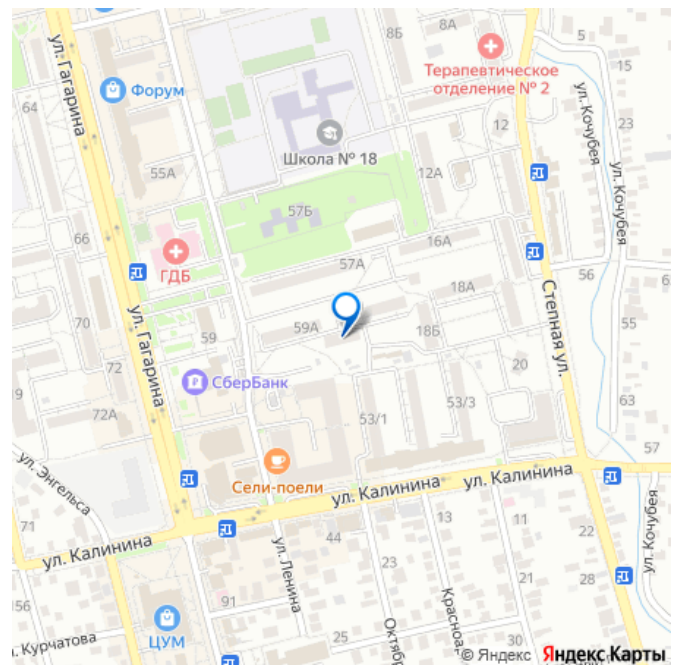 8Б
8А
5
15
ул. Гагарина
Форум
64
Терапевтическое
отделение № 2
ул. Кочубея
23
12
Школа № 18
55А
12А
ул. Кочубея
57Б
66
16А
ГДБ
57А
56
6
18А
Степная ул.
ул. Гагарина
70
59
59А
18Б
55
72
СберБанк
20
9
72А
53/1
53/3
57
ул. Энгельса
Сели-поели
ул. Калинина
ул. Калинина
71
ул. Калинина
44
13
11
22
ул. Кочубея
ул. Ленина
23
56
21
28
91
Краснод
ЦУМ
25
Октябр
30
. Курчатова
© Яндекс
Яндекс Карты